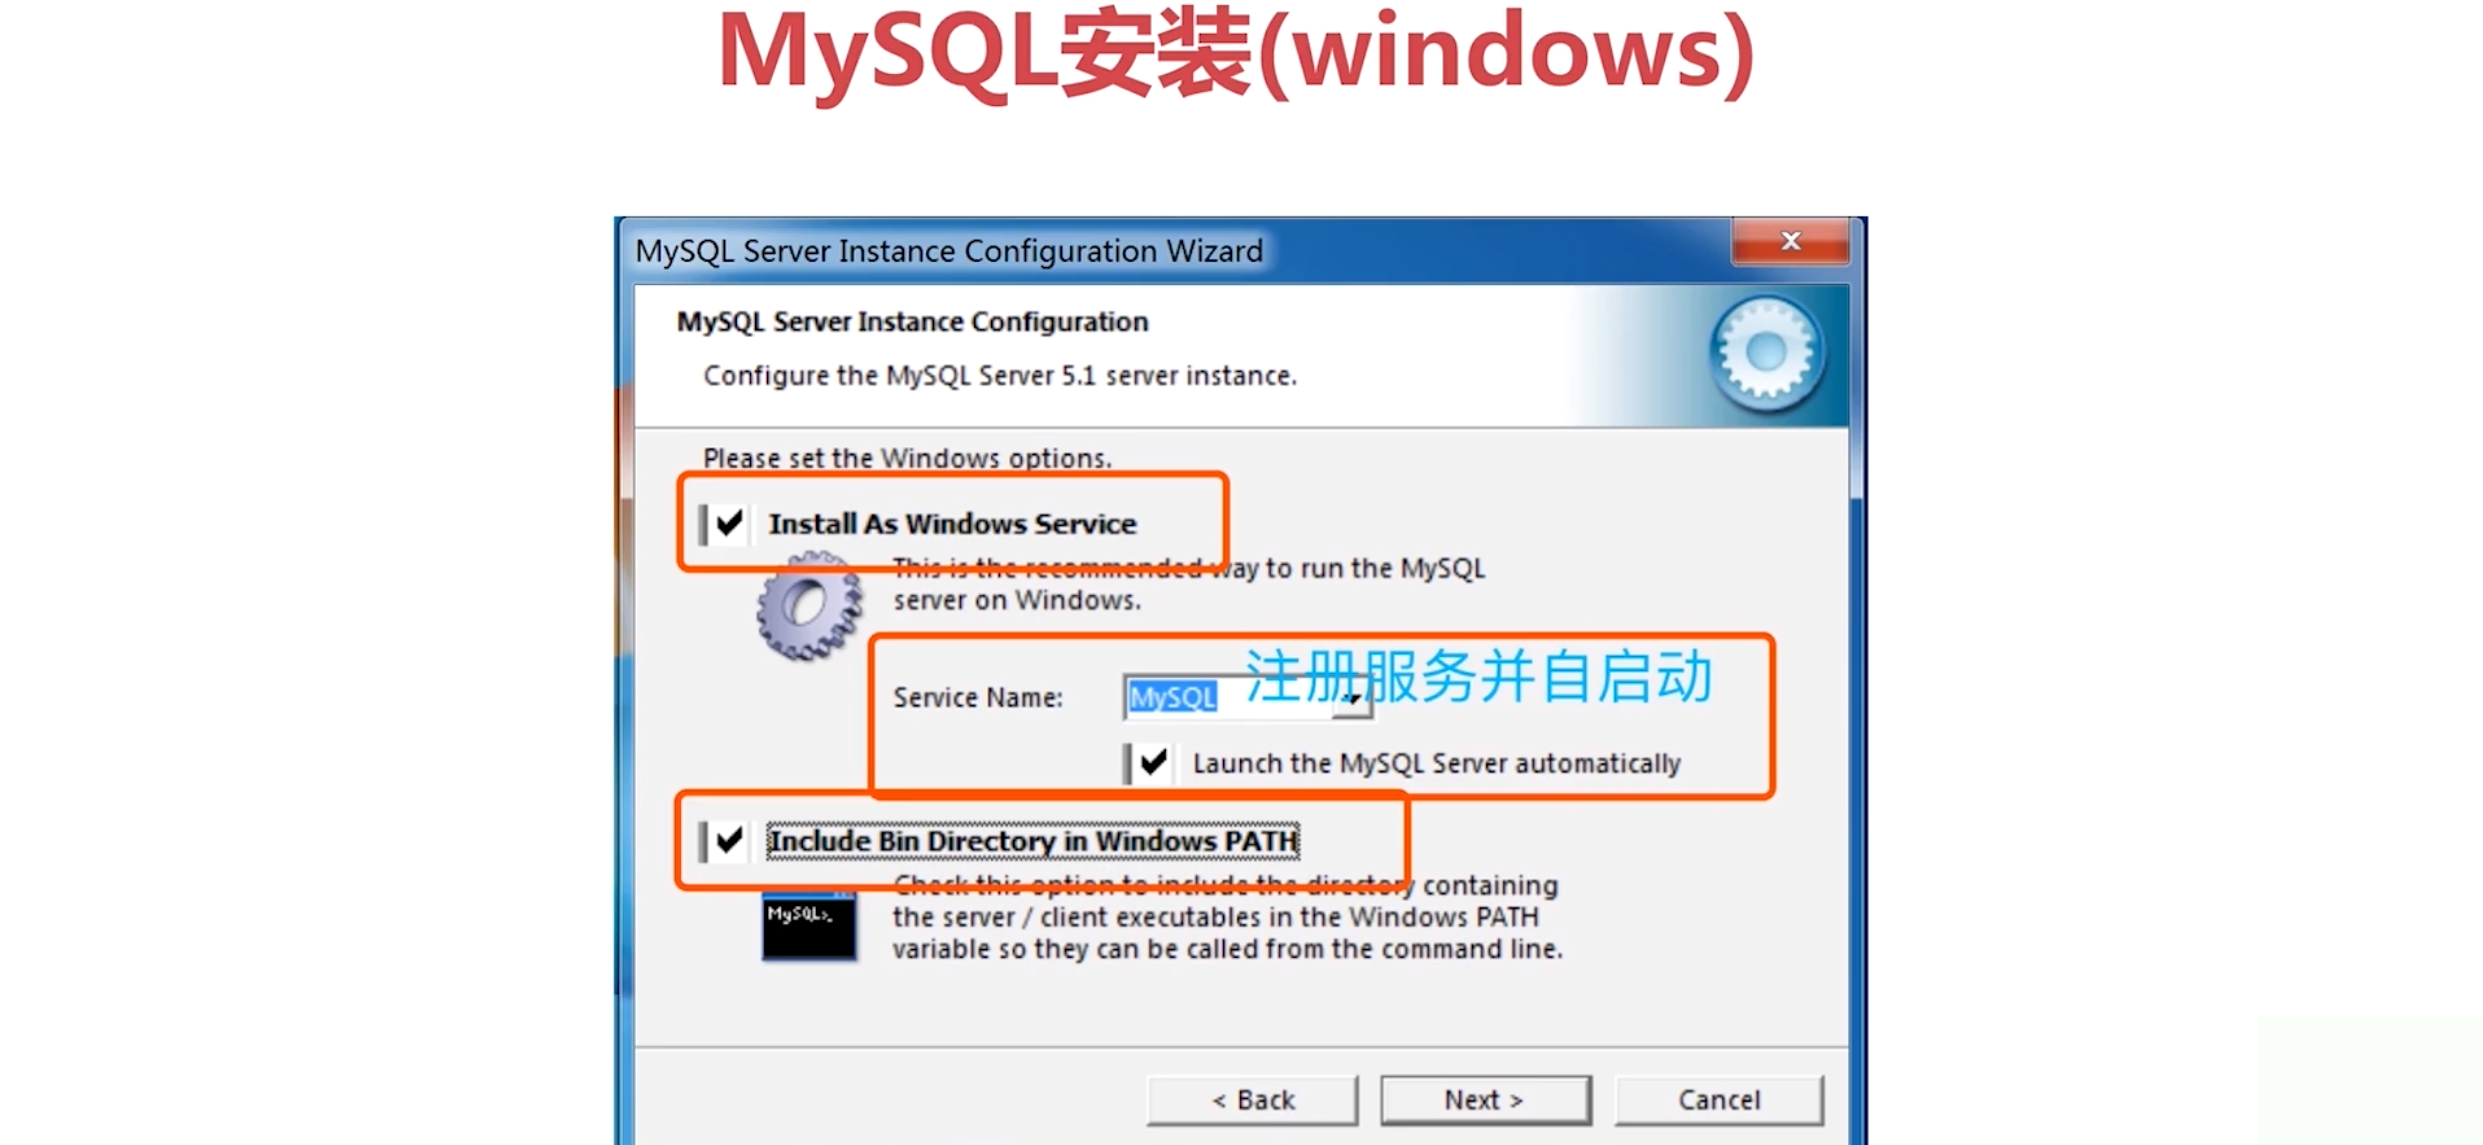 MySQL安装(windows)
MySQL Server Instance Configuration Wizard
MySQL Server Instance Configuration
Configure the MySQL Server 5.1 server instance.
Please set the Windows options.
Install As Windows Service
This is the recommended way to run the MySQL
server on Windows.
注册服务并自启动
Service Name: MySQL
Launch the MySQL Server automatically
Include Bin Directory in Windows PATH
Check this option to include the directory containing
the server / client executables in the Windows PATH
variable so they can be called from the command line.
MySQL>_
< Back Next > Cancel